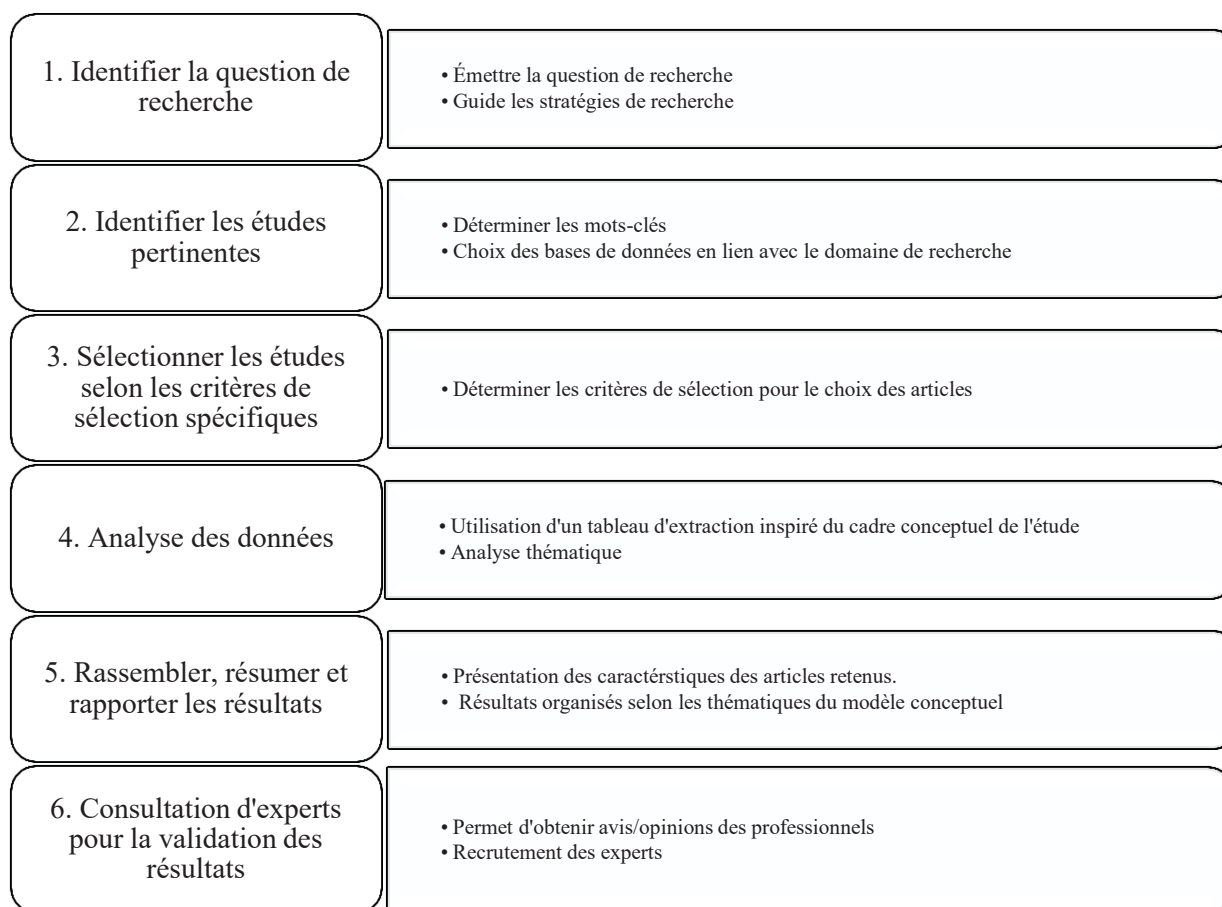 1. Identifier la question de
recherche
• Émettre la question de recherche
• Guide les stratégies de recherche
2. Identifier les études
pertinentes
• Déterminer les mots-clés
• Choix des bases de données en lien avec le domaine de recherche
3. Sélectionner les études
selon les critères de
sélection spécifiques
• Déterminer les critères de sélection pour le choix des articles
4. Analyse des données
• Utilisation d'un tableau d'extraction inspiré du cadre conceptuel de l'étude
• Analyse thématique
5. Rassembler, résumer et
rapporter les résultats
• Présentation des caractérstiques des articles retenus.
• Résultats organisés selon les thématiques du modèle conceptuel
6. Consultation d'experts
pour la validation des
résultats
• Permet d'obtenir avis/opinions des professionnels
• Recrutement des experts